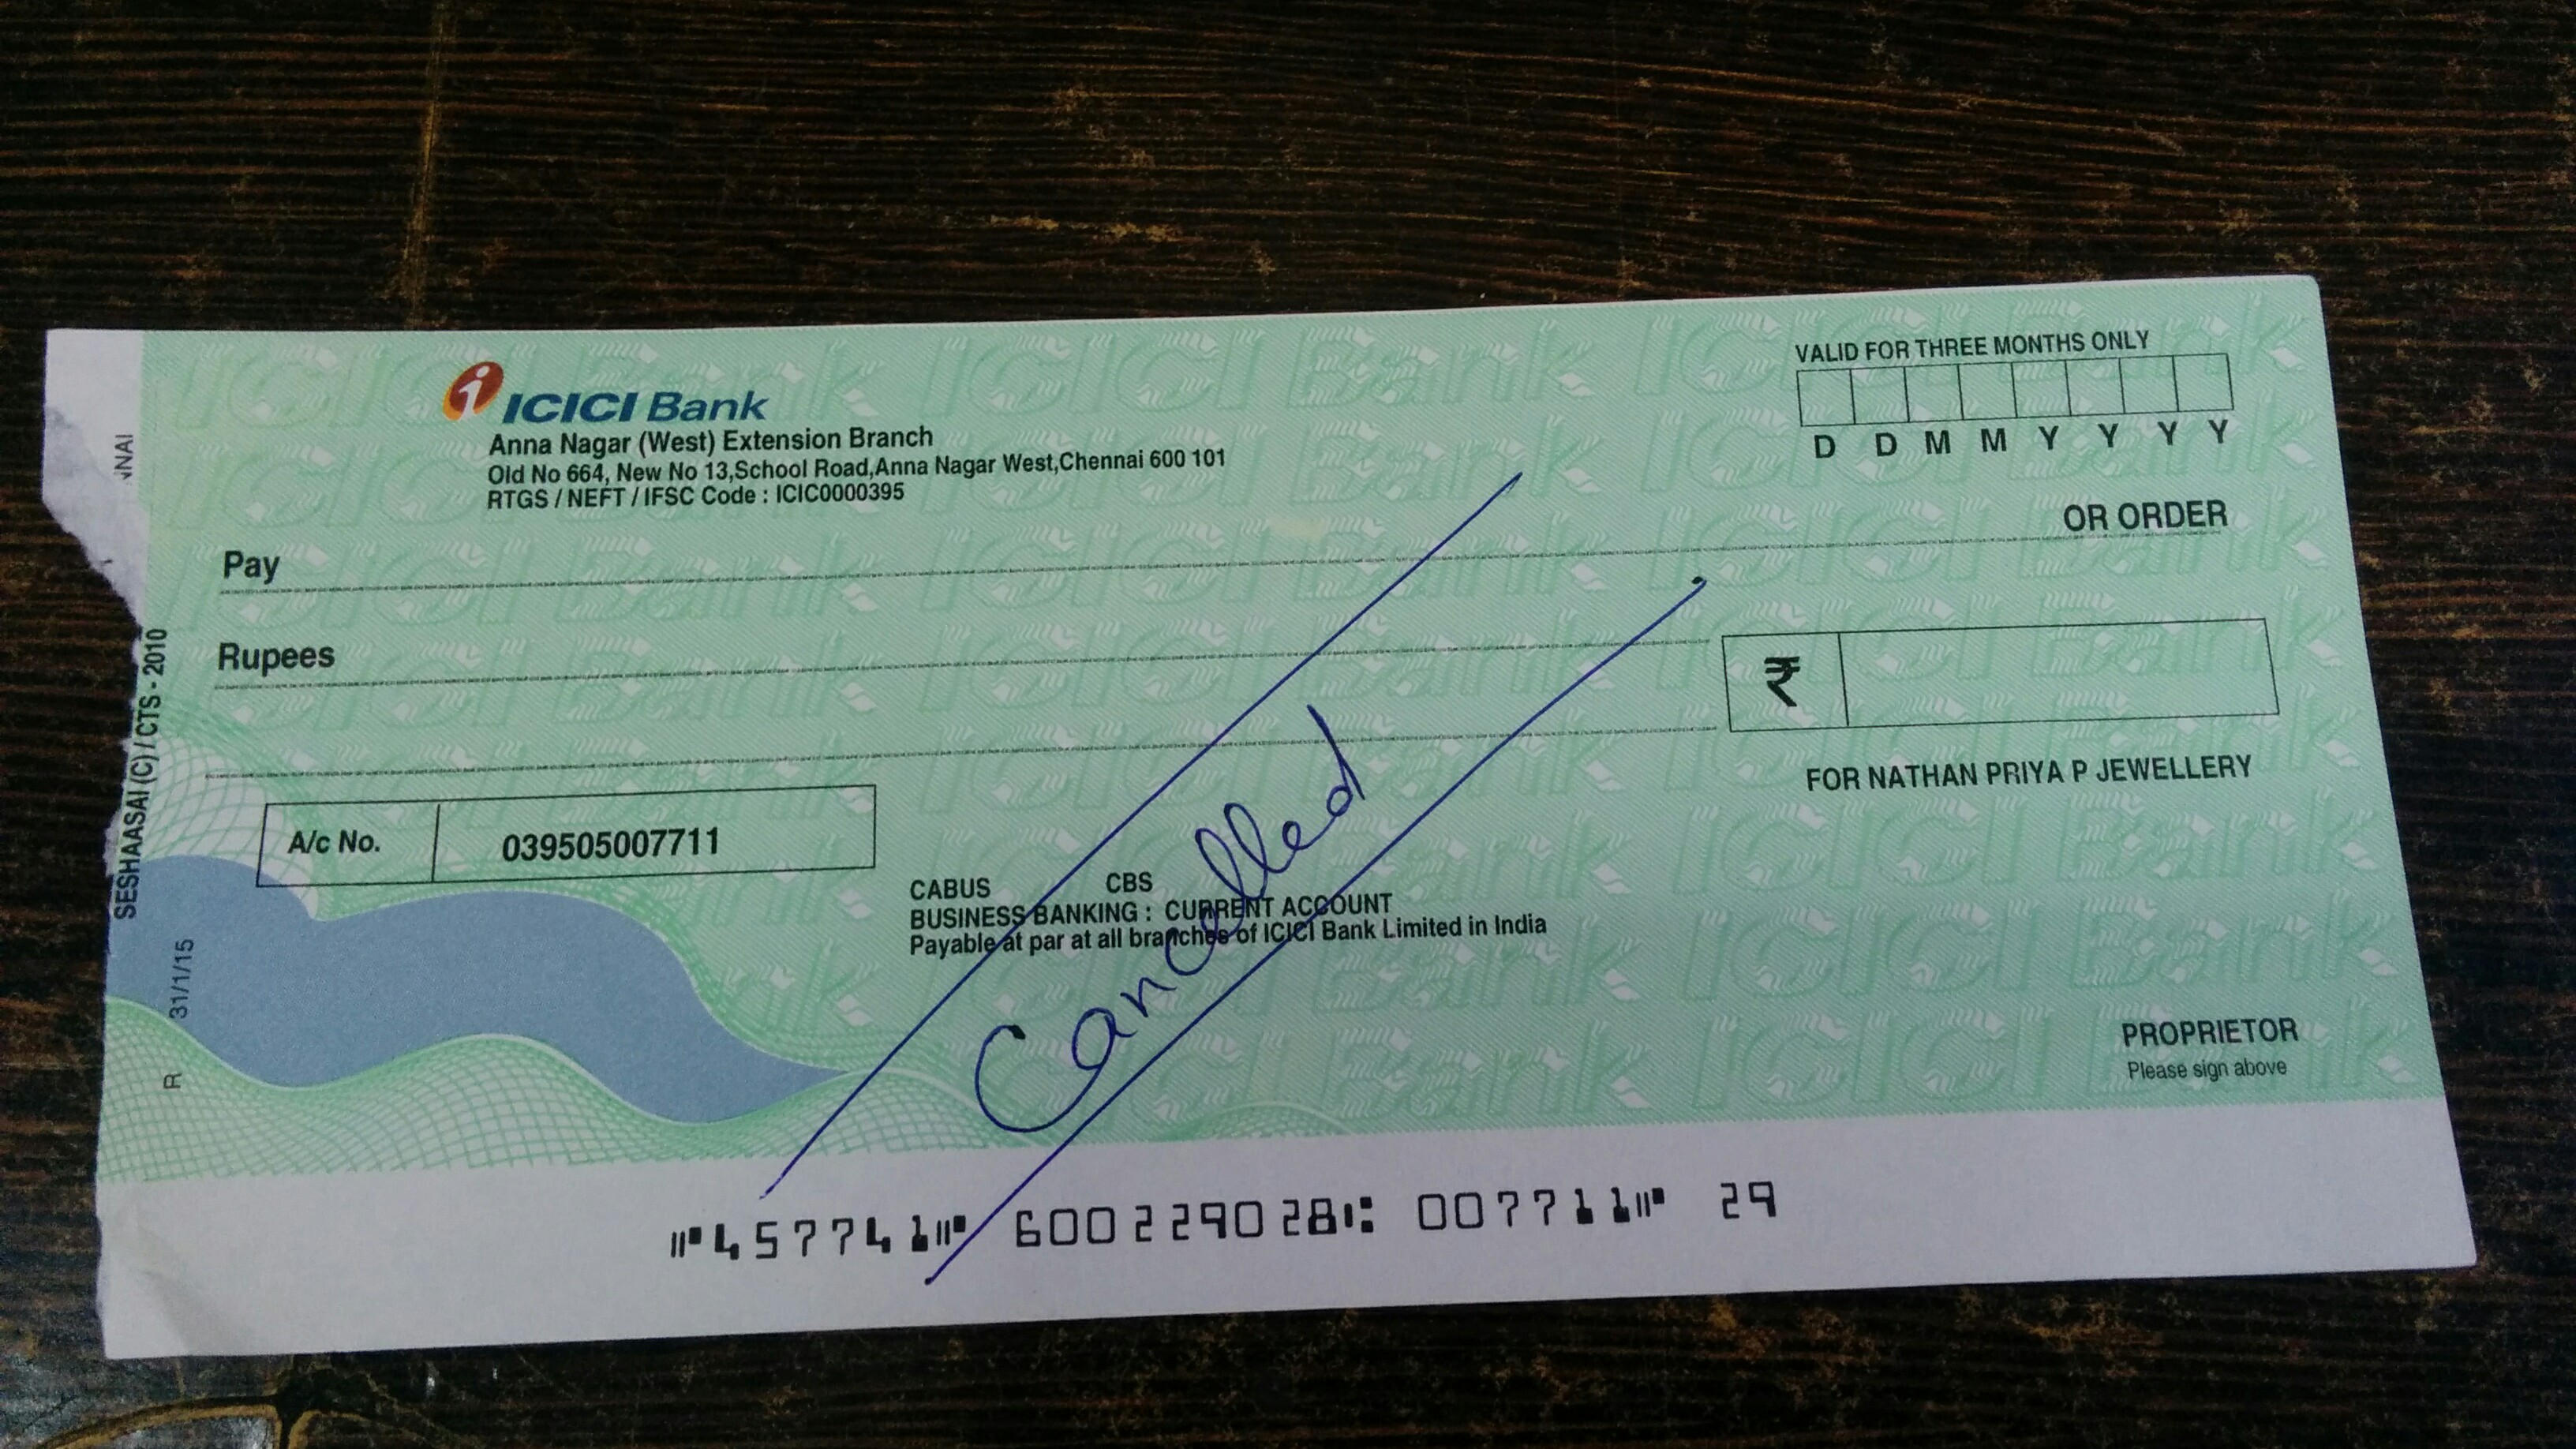 ICICI Bank
Anna Nagar (West) Extension Branch
Old No 664, New No 13,School Road,Anna Nagar West,Chennai 600 101
RTGS / NEFT / IFSC Code : ICIC0000395
VALID FOR THREE MONTHS ONLY
D D M M Y Y Y Y
Pay
OR ORDER
Rupees
₹
A/c No. 039505007711
FOR NATHAN PRIYA P JEWELLERY
CABUS CBS
BUSINESS BANKING : CURRENT ACCOUNT
Payable at par at all branches of ICICI Bank Limited in India
Cancelled
PROPRIETOR
Please sign above
⑈457741⑈ 600229028⑆ 007711⑈ 29
SESHAASAI (C) / CTS - 2010
R 31/11/15